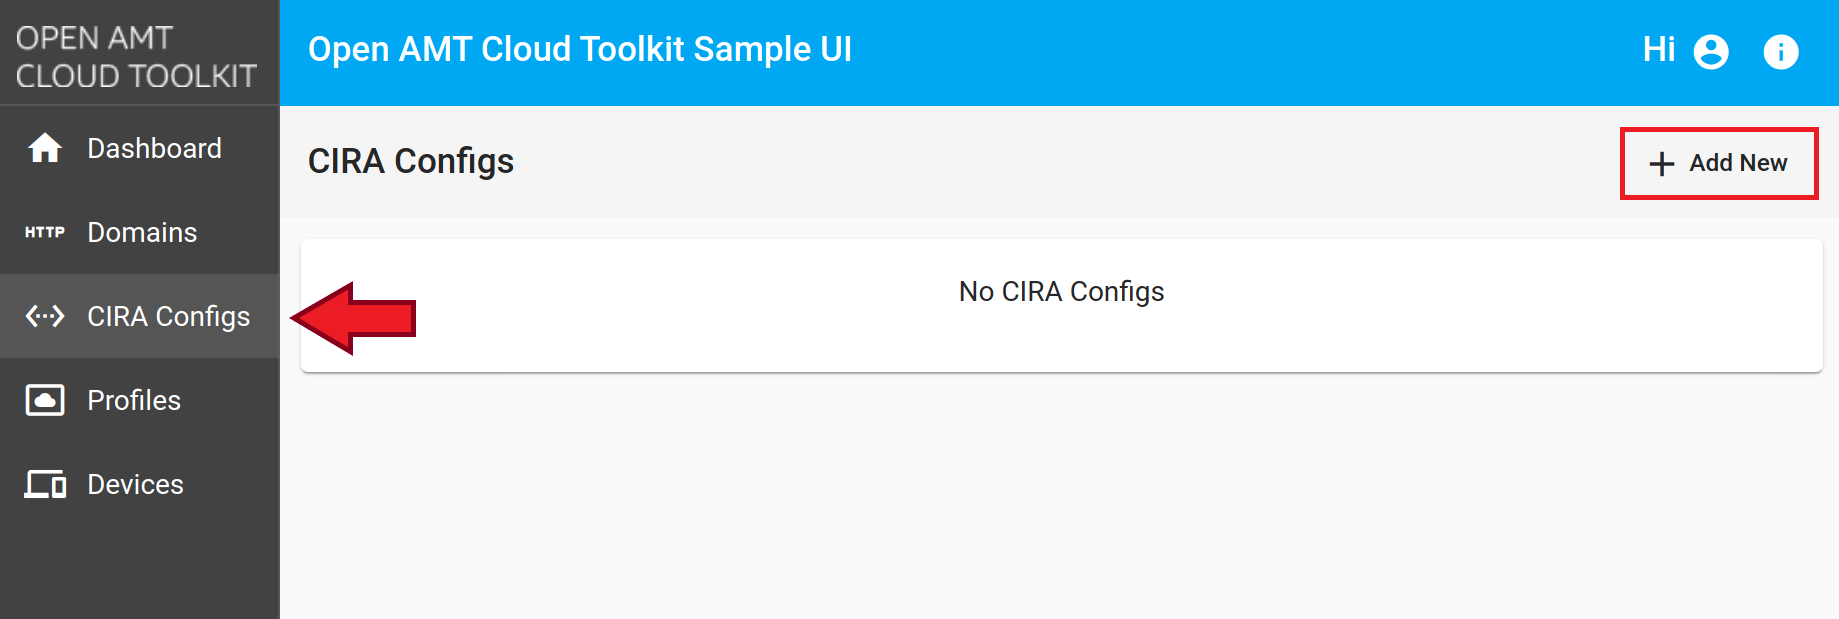 OPEN AMT
CLOUD TOOLKIT
Open AMT Cloud Toolkit Sample UI
Hi
Dashboard
HTTP Domains
CIRA Configs
Profiles
Devices
CIRA Configs
Add New
No CIRA Configs